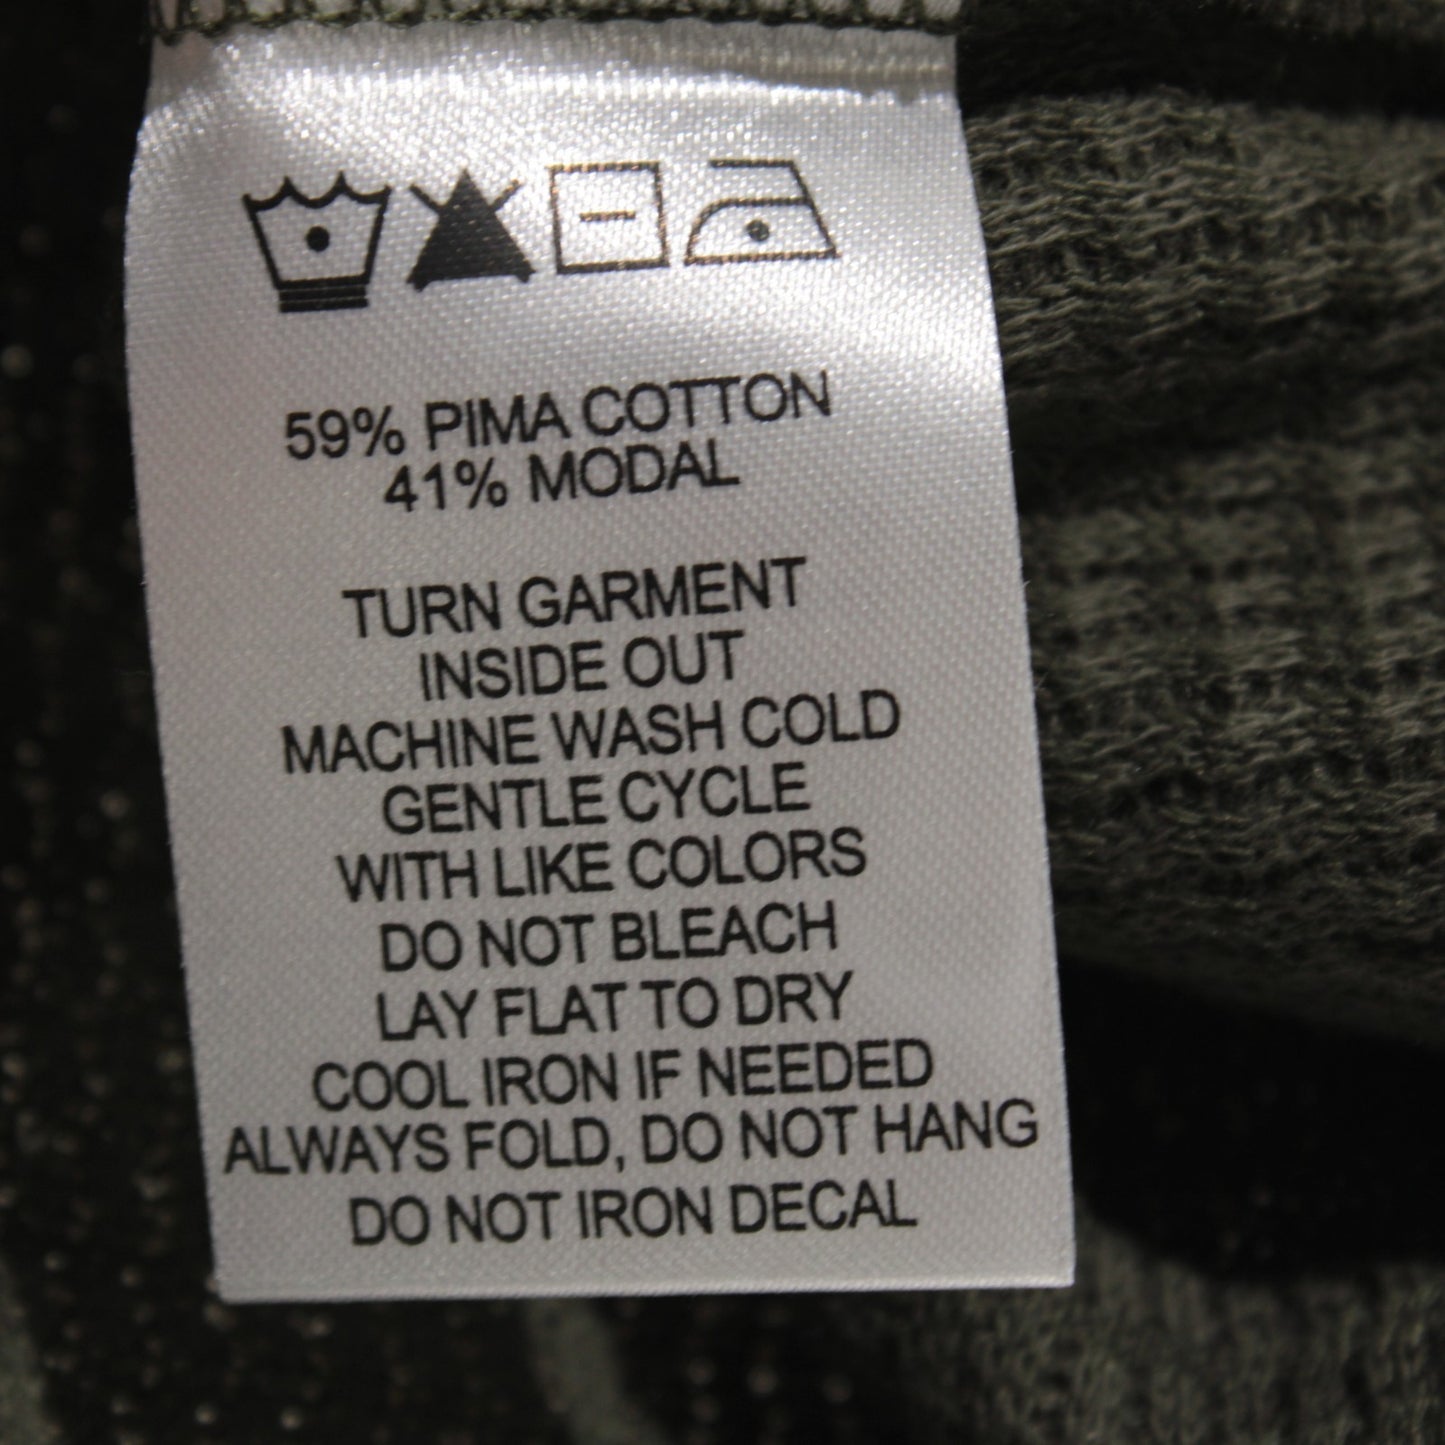 59% PIMA COTTON
41% MODAL
TURN GARMENT
INSIDE OUT
MACHINE WASH COLD
GENTLE CYCLE
WITH LIKE COLORS
DO NOT BLEACH
LAY FLAT TO DRY
COOL IRON IF NEEDED
ALWAYS FOLD, DO NOT HANG
DO NOT IRON DECAL